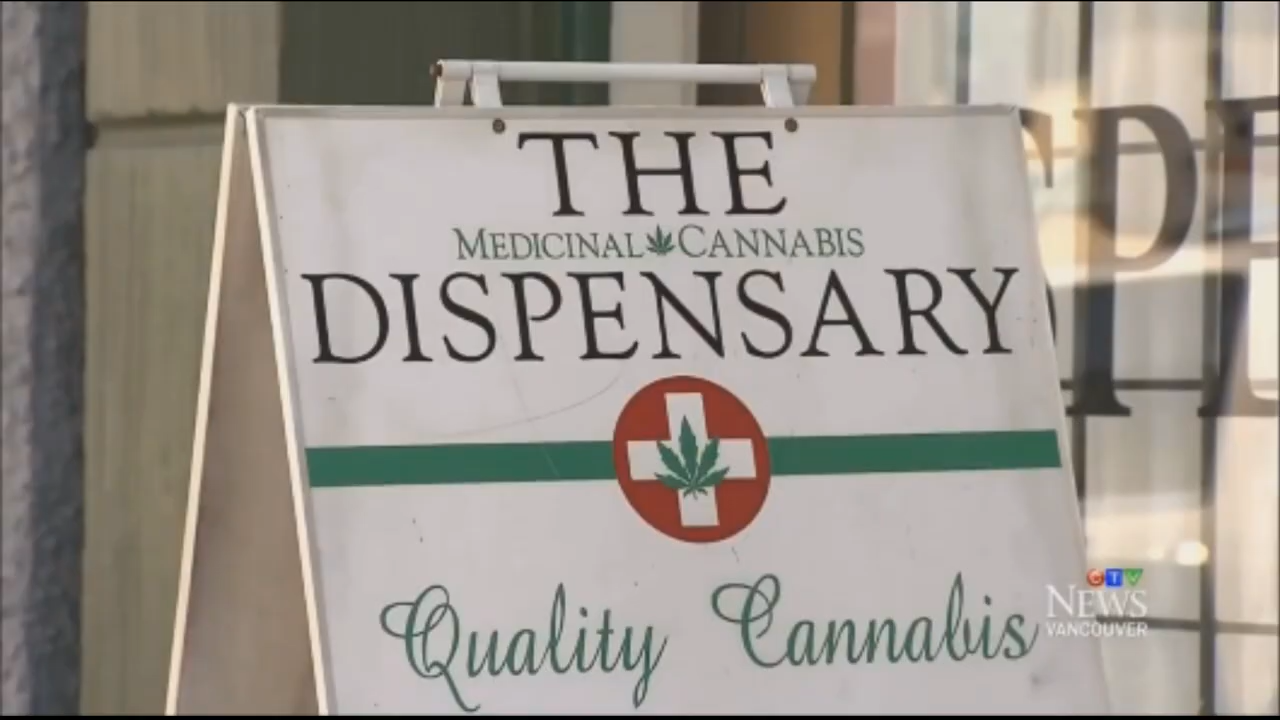 THE
MEDICINAL CANNABIS
DISPENSARY
Quality Cannabis
CTV
NEWS
VANCOUVER